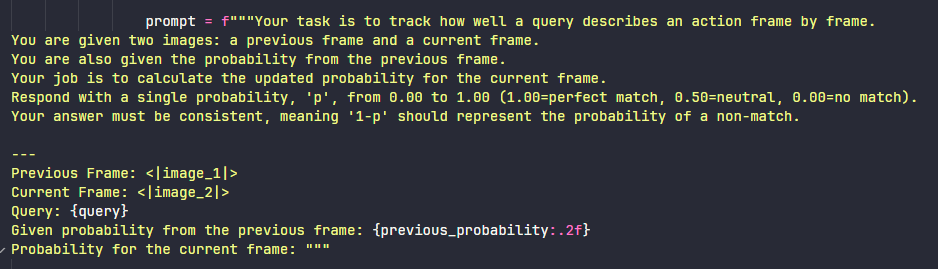 prompt = f"""Your task is to track how well a query describes an action frame by frame.
You are given two images: a previous frame and a current frame.
You are also given the probability from the previous frame.
Your job is to calculate the updated probability for the current frame.
Respond with a single probability, 'p', from 0.00 to 1.00 (1.00=perfect match, 0.50=neutral, 0.00=no match).
Your answer must be consistent, meaning '1-p' should represent the probability of a non-match.
---
Previous Frame: <|image_1|>
Current Frame: <|image_2|>
Query: {query}
Given probability from the previous frame: {previous_probability:.2f}
Probability for the current frame: """